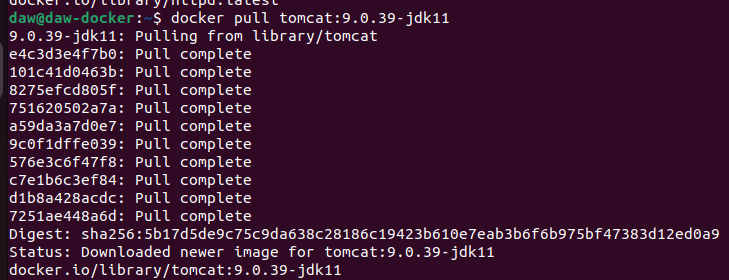 docker.io/library/httpd:latest
daw@daw-docker:~$ docker pull tomcat:9.0.39-jdk11
9.0.39-jdk11: Pulling from library/tomcat
e4c3d3e4f7b0: Pull complete
101c41d0463b: Pull complete
8275efcd805f: Pull complete
751620502a7a: Pull complete
a59da3a7d0e7: Pull complete
9c0f1dffe039: Pull complete
576e3c6f47f8: Pull complete
c7e1b6c3ef84: Pull complete
d1b8a428acdc: Pull complete
7251ae448a6d: Pull complete
Digest: sha256:5b17d5de9c75c9da638c28186c19423b610e7eab3b6f6b975bf47383d12ed0a9
Status: Downloaded newer image for tomcat:9.0.39-jdk11
docker.io/library/tomcat:9.0.39-jdk11